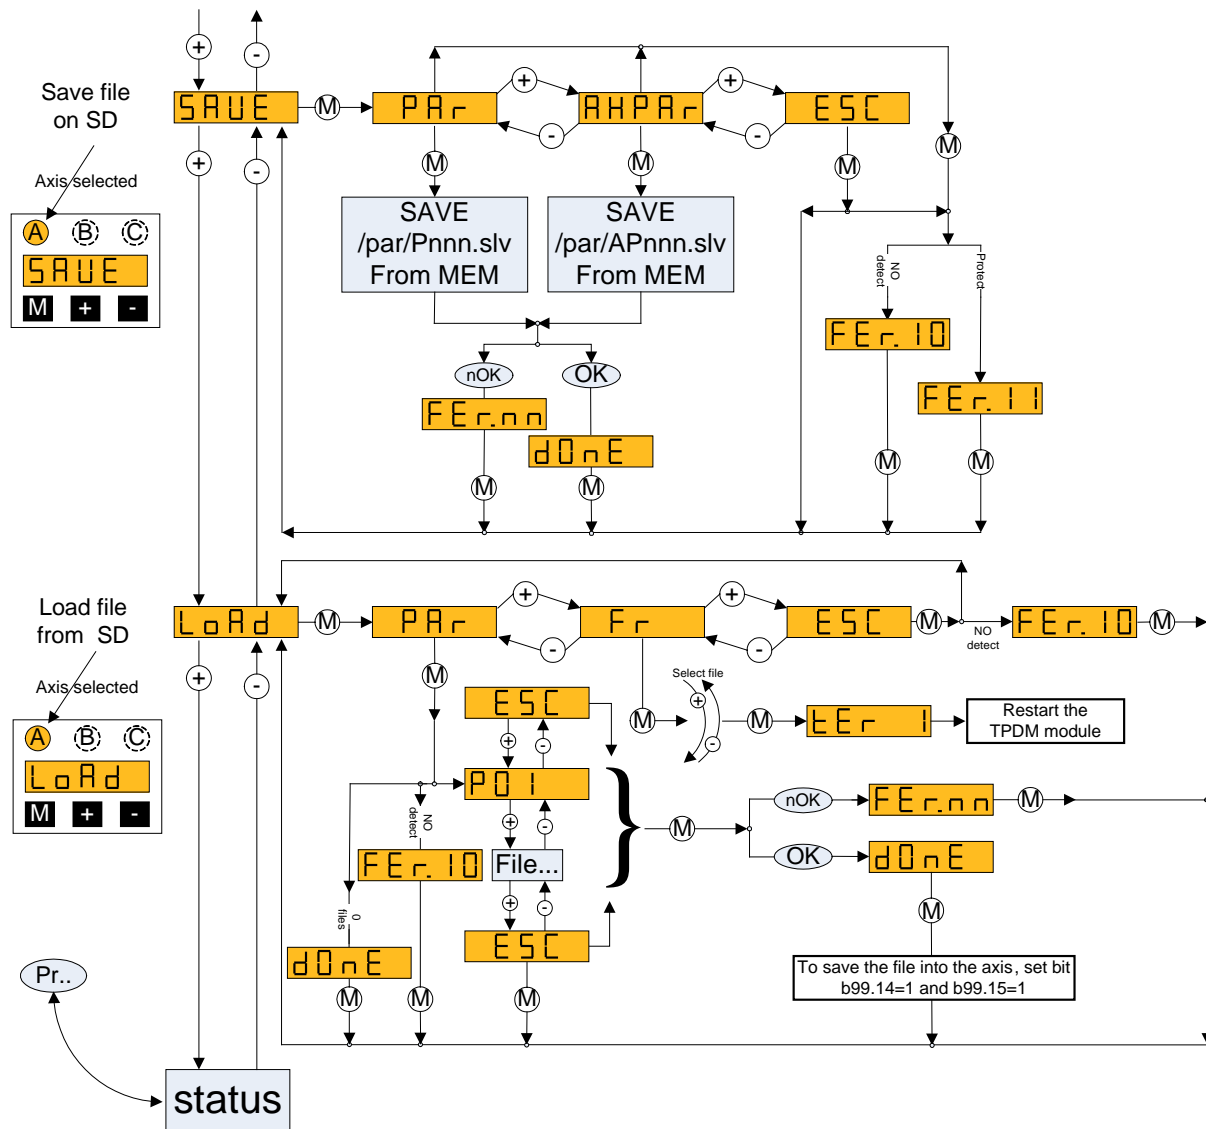 +
-
Save file
on SD
SAVE
M
PAr
+
-
AHPAr
+
-
ESC
+
-
M
M
M
M
Axis selected
A B C
SAVE
M + -
SAVE
/par/Pnnn.slv
From MEM
SAVE
/par/APnnn.slv
From MEM
NO
detect
Protect
FEr.10
FEr.11
nOK
OK
FEr.nn
dOnE
M
M
M
M
Load file
from SD
LoAd
M
PAr
+
-
Fr
+
-
ESC
M
NO
detect
FEr.10
M
+
-
Axis selected
A B C
LoAd
M + -
M
ESC
+
-
M
Select file
+
-
M
tEr 1
Restart the
TPDM module
P01
NO
detect
+
-
FEr.10
File...
+
-
0
files
dOnE
ESC
M
nOK
FEr.nn
M
OK
dOnE
M
To save the file into the axis, set bit
b99.14=1 and b99.15=1
M
M
M
Pr..
status